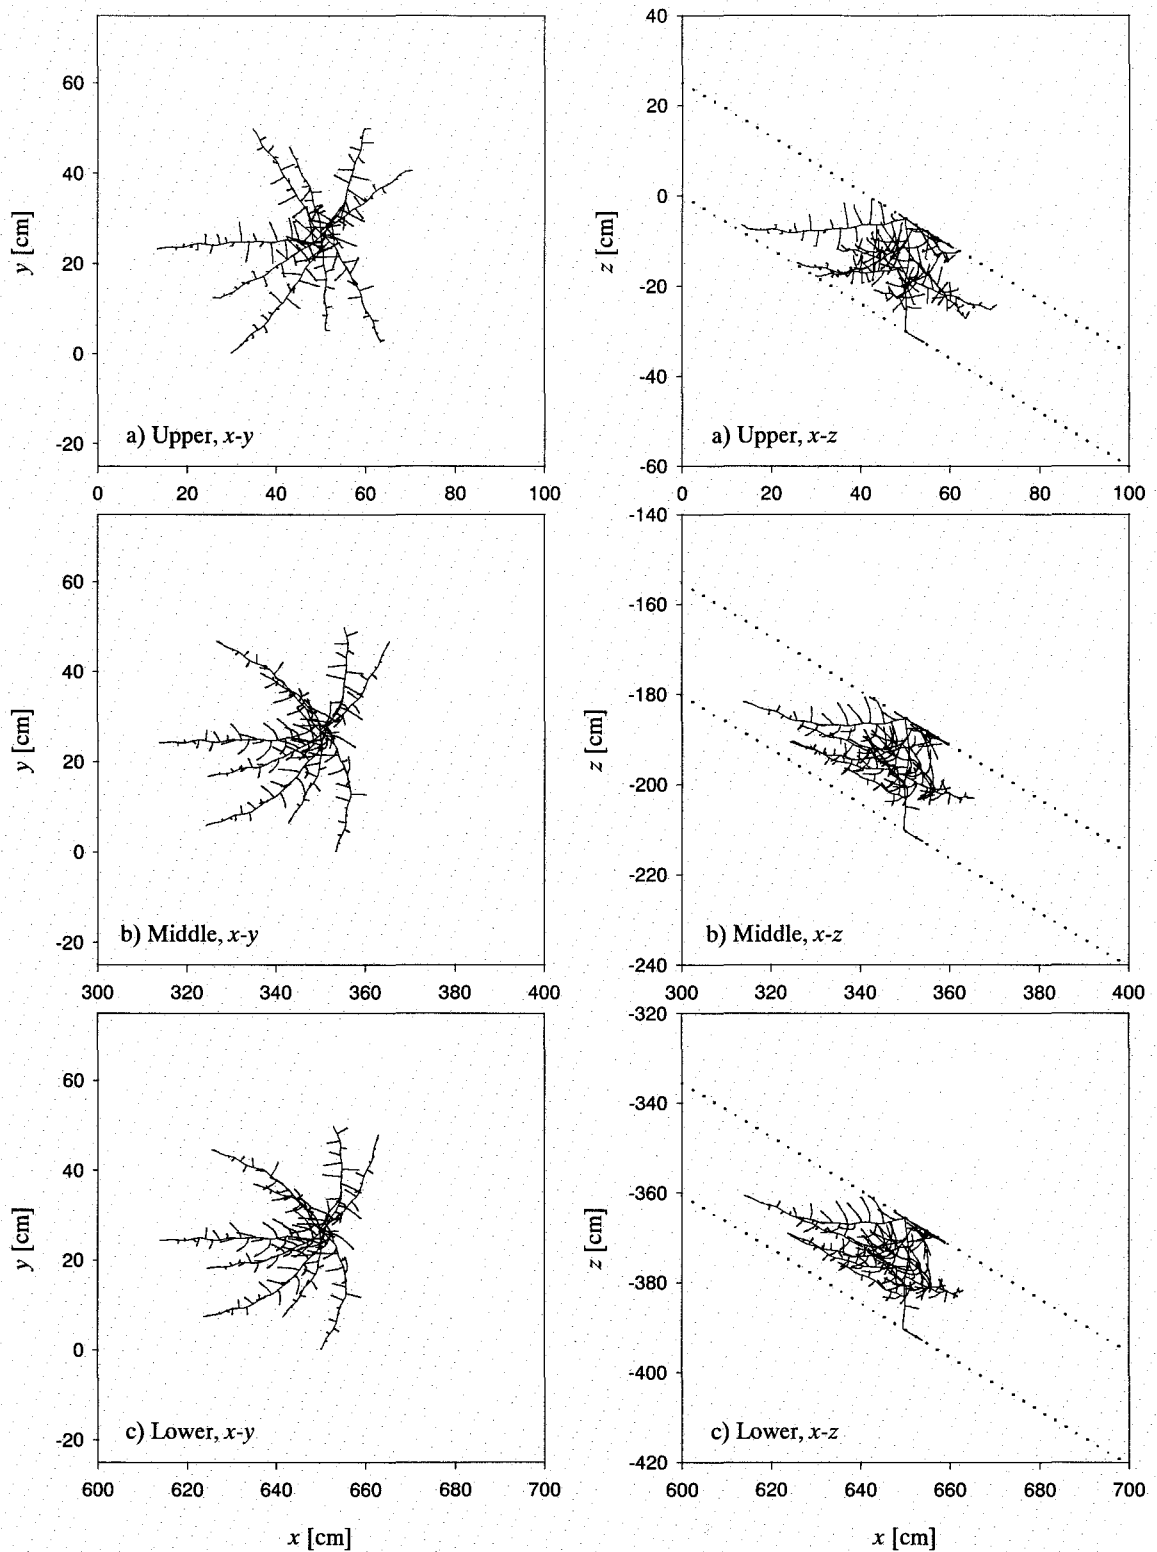 40
60
20
40
0
y [cm]
z [cm]
20
-20
0
-40
-20
a) Upper, x-y
a) Upper, x-z
-60
0 20 40 60 80 100
0 20 40 60 80 100
-140
60
-160
40
-180
y [cm]
z [cm]
20
-200
0
-220
-20
b) Middle, x-y
b) Middle, x-z
-240
300 320 340 360 380 400
300 320 340 360 380 400
-320
60
-340
40
-360
y [cm]
z [cm]
20
-380
0
-400
-20
c) Lower, x-y
c) Lower, x-z
-420
600 620 640 660 680 700
600 620 640 660 680 700
x [cm]
x [cm]